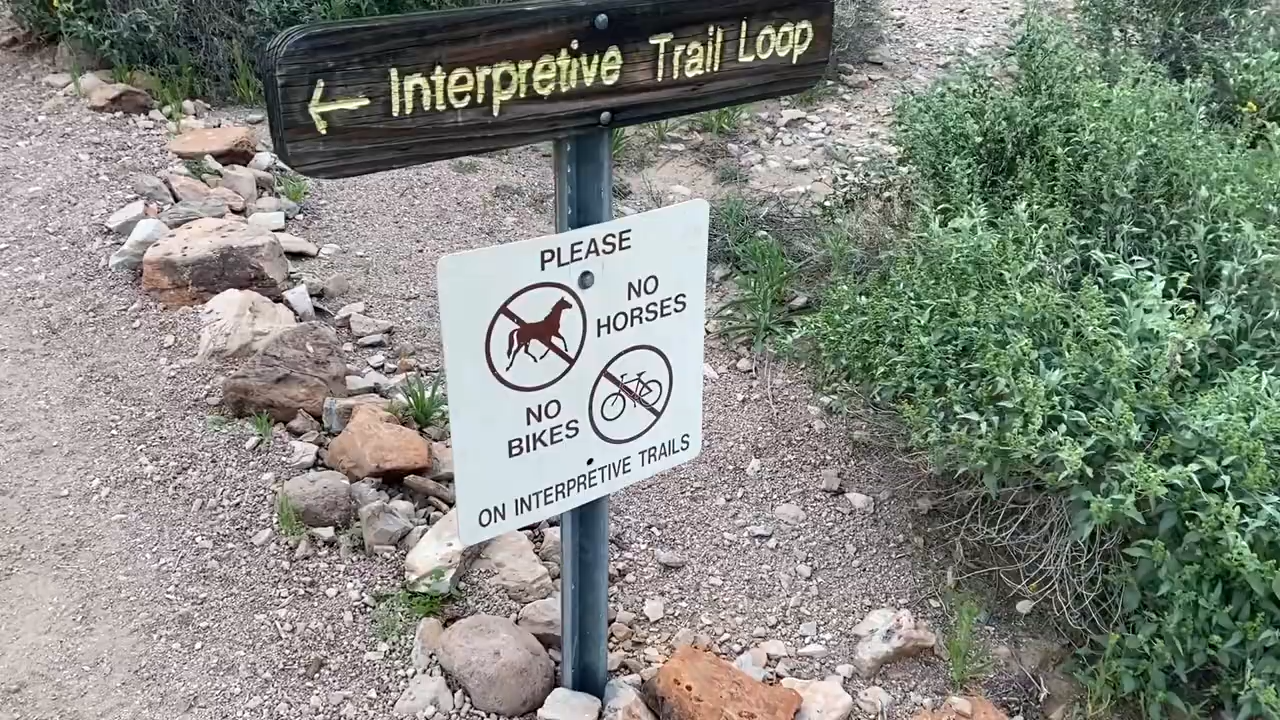 ← Interpretive Trail Loop
PLEASE
NO
HORSES
NO
BIKES
ON INTERPRETIVE TRAILS